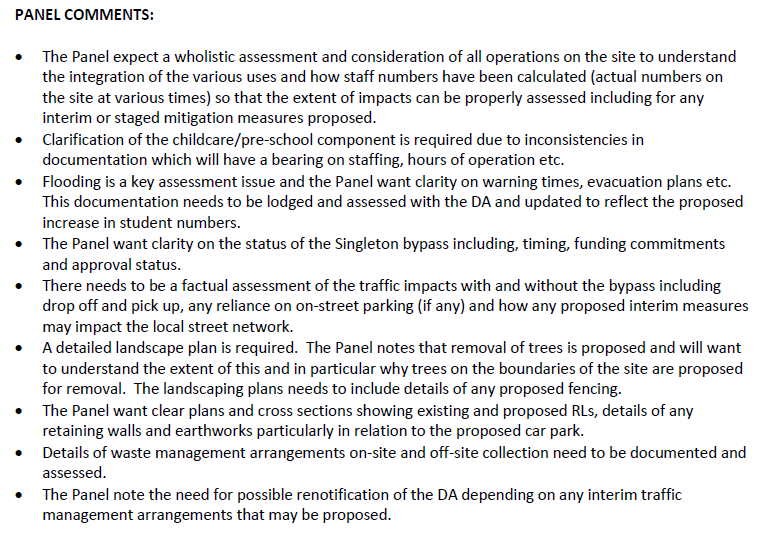 PANEL COMMENTS:
• The Panel expect a wholistic assessment and consideration of all operations on the site to understand
the integration of the various uses and how staff numbers have been calculated (actual numbers on
the site at various times) so that the extent of impacts can be properly assessed including for any
interim or staged mitigation measures proposed.
• Clarification of the childcare/pre-school component is required due to inconsistencies in
documentation which will have a bearing on staffing, hours of operation etc.
• Flooding is a key assessment issue and the Panel want clarity on warning times, evacuation plans etc.
This documentation needs to be lodged and assessed with the DA and updated to reflect the proposed
increase in student numbers.
• The Panel want clarity on the status of the Singleton bypass including, timing, funding commitments
and approval status.
• There needs to be a factual assessment of the traffic impacts with and without the bypass including
drop off and pick up, any reliance on on-street parking (if any) and how any proposed interim measures
may impact the local street network.
• A detailed landscape plan is required.  The Panel notes that removal of trees is proposed and will want
to understand the extent of this and in particular why trees on the boundaries of the site are proposed
for removal.  The landscaping plans needs to include details of any proposed fencing.
• The Panel want clear plans and cross sections showing existing and proposed RLs, details of any
retaining walls and earthworks particularly in relation to the proposed car park.
• Details of waste management arrangements on-site and off-site collection need to be documented and
assessed.
• The Panel note the need for possible renotification of the DA depending on any interim traffic
management arrangements that may be proposed.